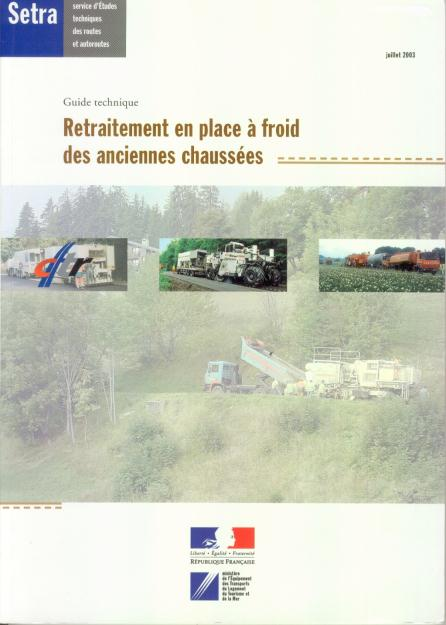 Setra
service d'Études
techniques
des routes
et autoroutes
juillet 2003
Guide technique
Retraitement en place à froid
des anciennes chaussées
cftr
Liberté • Égalité • Fraternité
RÉPUBLIQUE FRANÇAISE
ministère
de l'Équipement
des Transports
du Logement
du Tourisme et
de la Mer